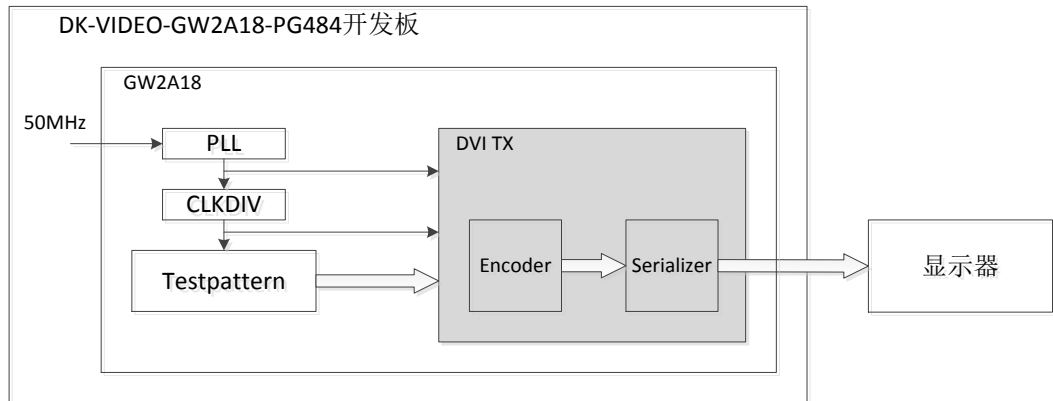 DK-VIDEO-GW2A18-PG484开发板
GW2A18
50MHz
PLL
DVI TX
CLKDIV
Testpattern
Encoder
Serializer
显示器